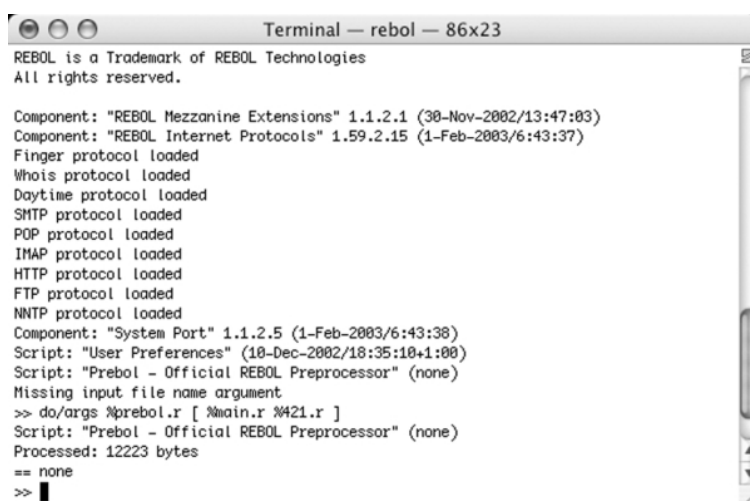 Terminal — rebol — 86x23
REBOL is a Trademark of REBOL Technologies
All rights reserved.
Component: "REBOL Mezzanine Extensions" 1.1.2.1 (30-Nov-2002/13:47:03)
Component: "REBOL Internet Protocols" 1.59.2.15 (1-Feb-2003/6:43:37)
Finger protocol loaded
Whois protocol loaded
Daytime protocol loaded
SMTP protocol loaded
POP protocol loaded
IMAP protocol loaded
HTTP protocol loaded
FTP protocol loaded
NNTP protocol loaded
Component: "System Port" 1.1.2.5 (1-Feb-2003/6:43:38)
Script: "User Preferences" (10-Dec-2002/18:35:10+1:00)
Script: "Prebol - Official REBOL Preprocessor" (none)
Missing input file name argument
>> do/args %prebol.r [ %main.r %421.r ]
Script: "Prebol - Official REBOL Preprocessor" (none)
Processed: 12223 bytes
== none
>>